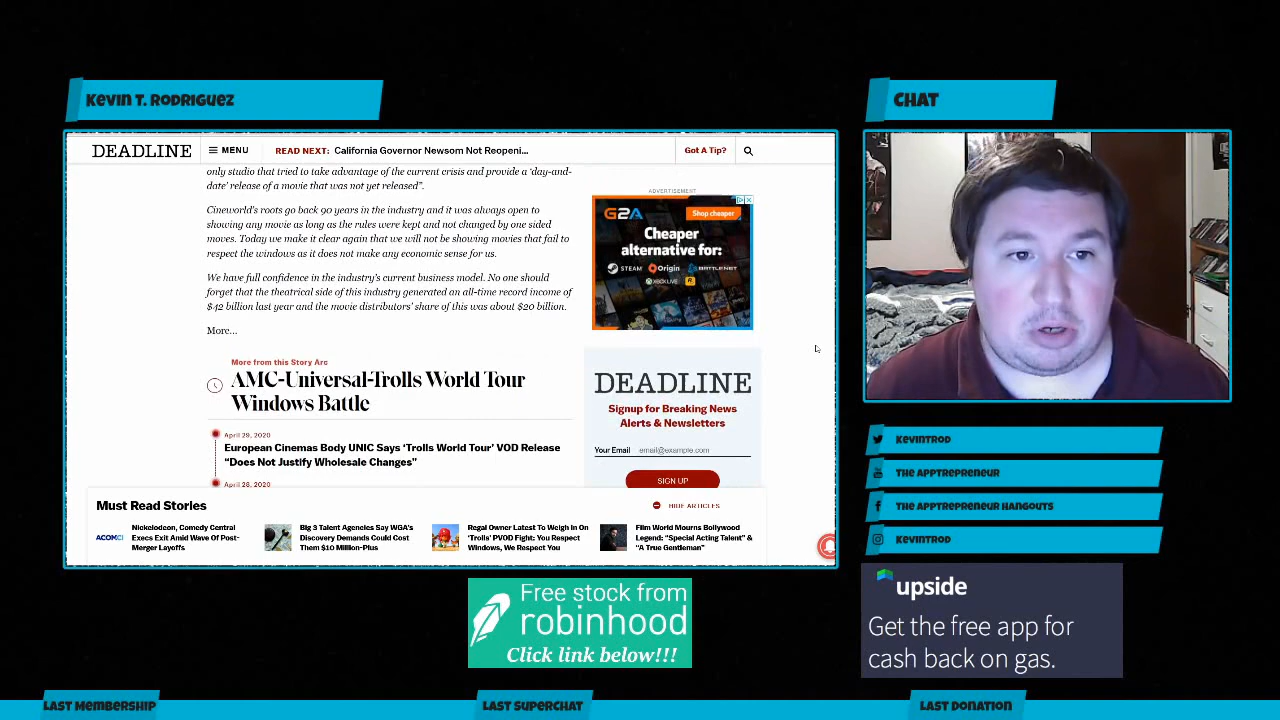 Kevin T. Rodriguez
CHAT
DEADLINE
MENU
READ NEXT: California Governor Newsom Not Reopeni...
Got A Tip?
only studio that tried to take advantage of the current crisis and provide a 'day-and-
date' release of a movie that was not yet released".
Cineworld's roots go back 90 years in the industry and it was always open to
showing any movie as long as the rules were kept and not changed by one sided
moves. Today we make it clear again that we will not be showing movies that fail to
respect the windows as it does not make any economic sense for us.
We have full confidence in the industry's current business model. No one should
forget that the theatrical side of this industry generated an all-time record income of
$42 billion last year and the movie distributors' share of this was about $20 billion.
More...
More from this Story Arc
AMC-Universal-Trolls World Tour
Windows Battle
April 29, 2020
European Cinemas Body UNIC Says 'Trolls World Tour' VOD Release
"Does Not Justify Wholesale Changes"
April 28, 2020
ADVERTISEMENT
G2A
Shop cheaper
Cheaper
alternative for:
STEAM
Origin
BATTLE.NET
XBOX LIVE
DEADLINE
Signup for Breaking News
Alerts & Newsletters
Your Email email@example.com
SIGN UP
Must Read Stories
HIDE ARTICLES
Nickelodeon, Comedy Central
Execs Exit Amid Wave Of Post-
Merger Layoffs
Big 3 Talent Agencies Say WGA's
Discovery Demands Could Cost
Them $10 Million-Plus
Regal Owner Latest To Weigh In On
'Trolls' PVOD Fight: You Respect
Windows, We Respect You
Film World Mourns Bollywood
Legend: "Special Acting Talent" &
"A True Gentleman"
KevinTRod
The Apptrepreneur
The Apptrepreneur Hangouts
KevinTRod
Free stock from
robinhood
Click link below!!!
upside
Get the free app for
cash back on gas.
Last Membership
Last Superchat
Last Donation